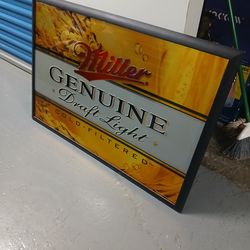 Miller
GENUINE
Draft Light
COLD-FILTERED